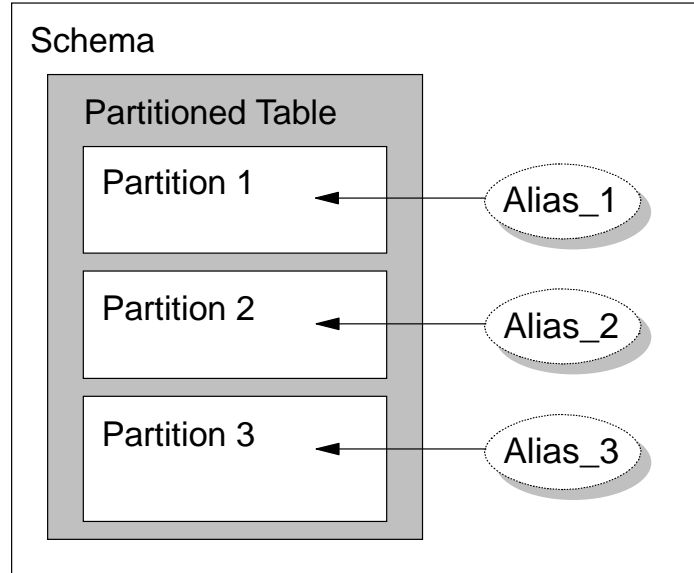 Schema
Partitioned Table
Partition 1
Alias_1
Partition 2
Alias_2
Partition 3
Alias_3